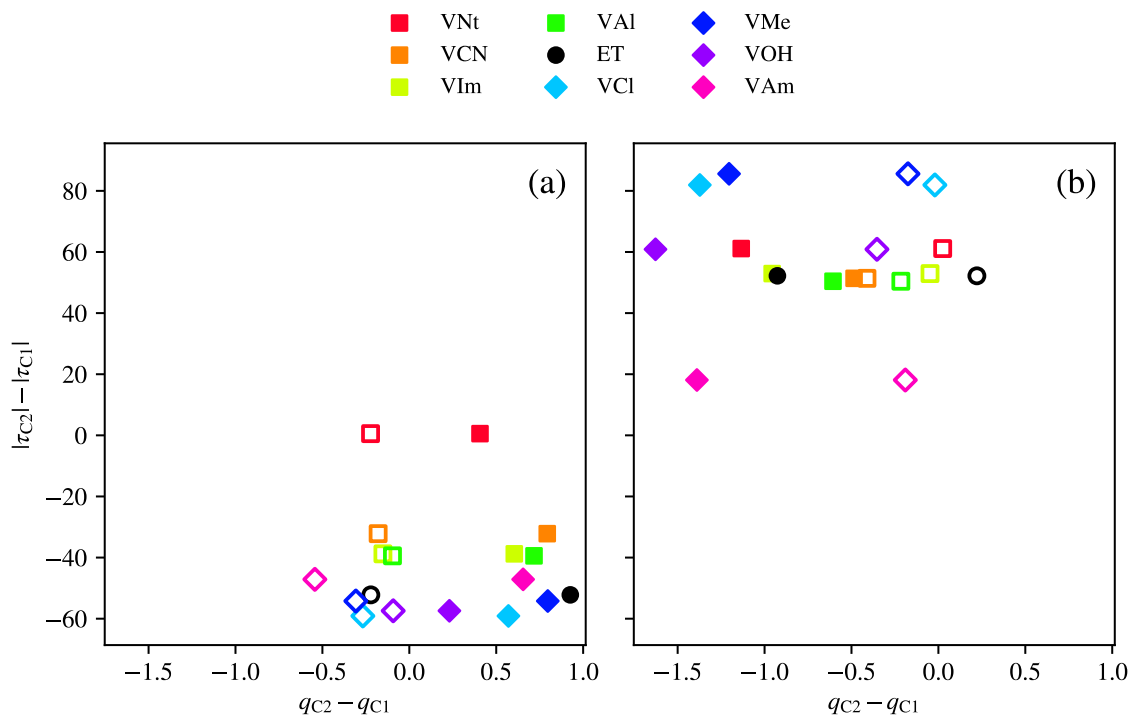 VNt VAl VMe
VCN ET VOH
VIm VCl VAm
(a) (b)
80
60
40
20
0
−20
−40
−60
|τC2| − |τC1|
−1.5 −1.0 −0.5 0.0 0.5 1.0 −1.5 −1.0 −0.5 0.0 0.5 1.0
qC2 − qC1 qC2 − qC1